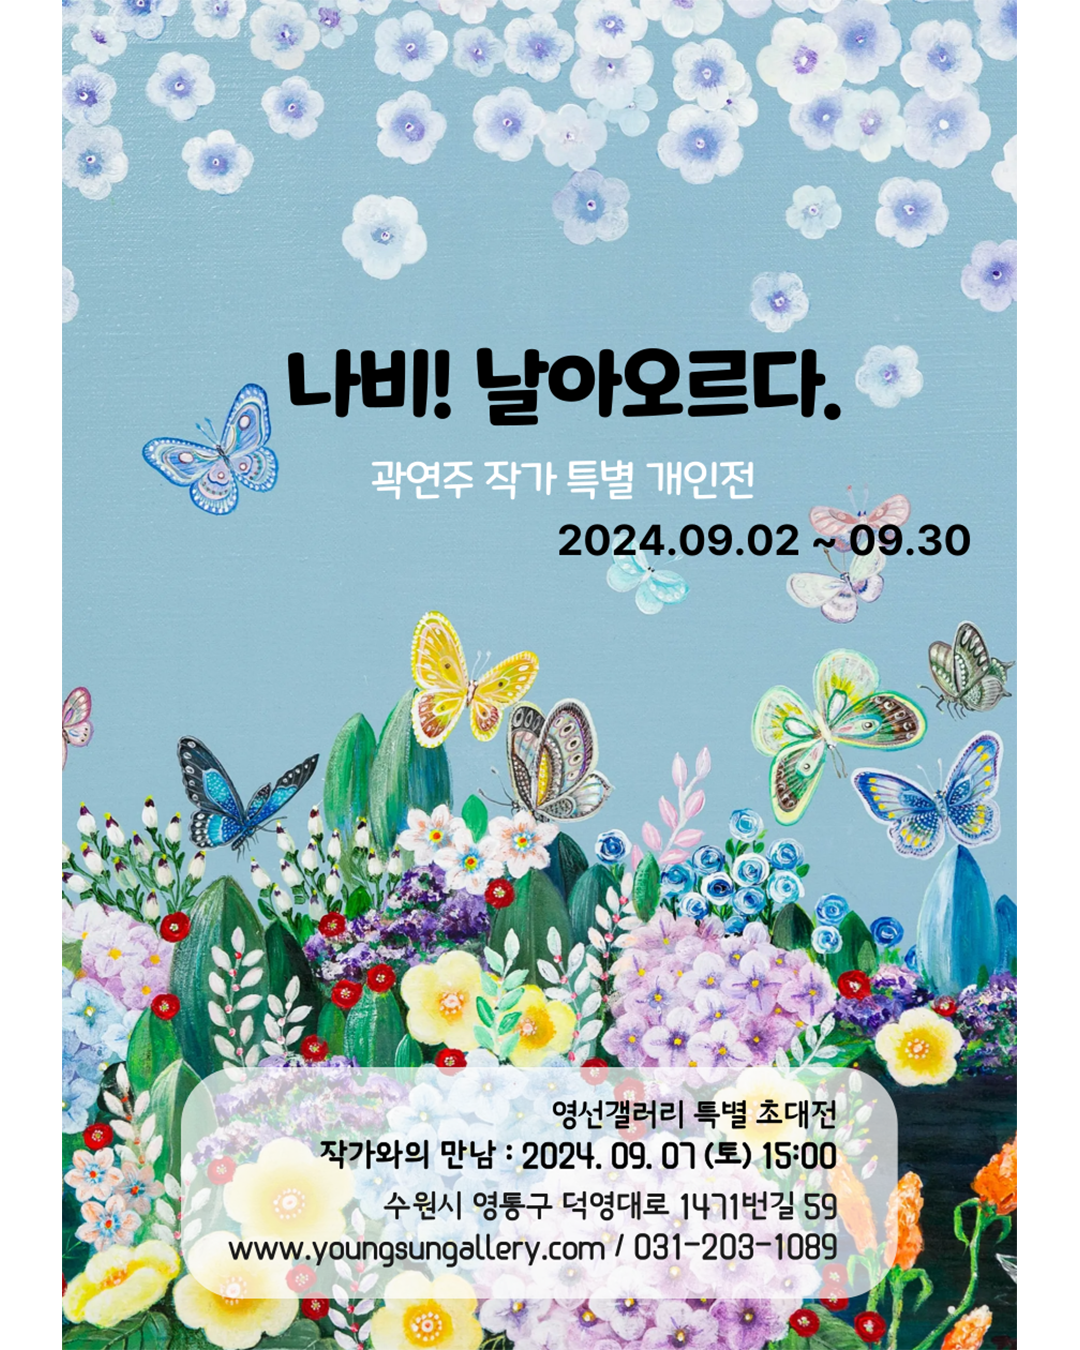 나비! 날아오르다.
곽연주 작가 특별 개인전
2024.09.02 ~ 09.30
영선갤러리 특별 초대전
작가와의 만남 : 2024. 09. 07 (토) 15:00
수원시 영통구 덕영대로 1471번길 59
www.youngsungallery.com / 031-203-1089